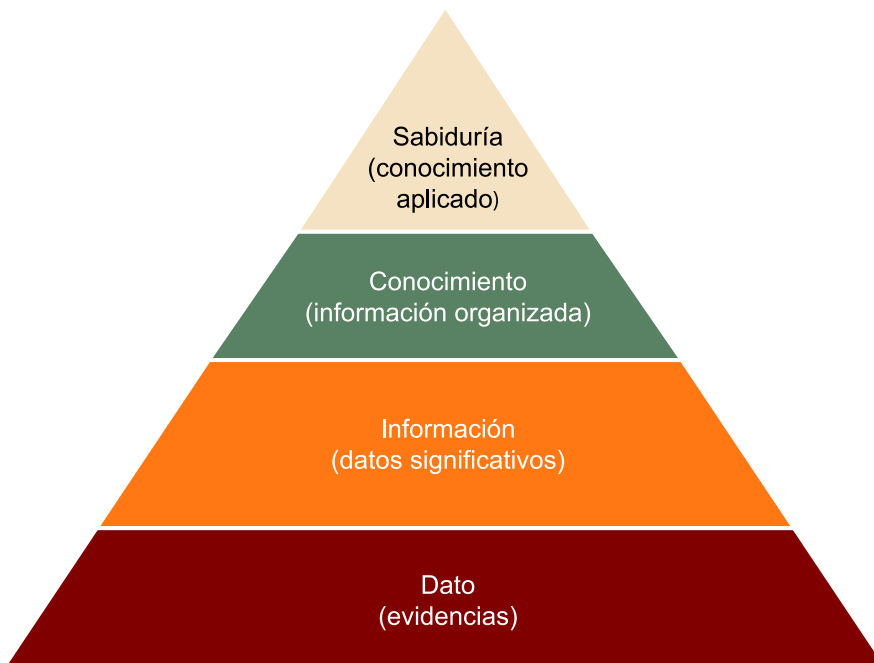 Sabiduría
(conocimiento
aplicado)
Conocimiento
(información organizada)
Información
(datos significativos)
Dato
(evidencias)